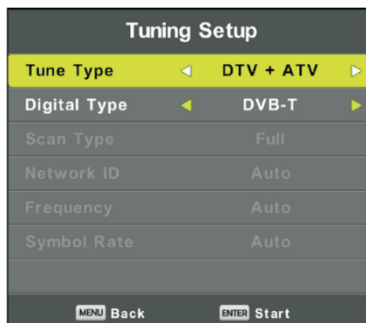 Tuning Setup
Tune Type DTV + ATV
Digital Type DVB-T
Scan Type Full
Network ID Auto
Frequency Auto
Symbol Rate Auto
MENU Back ENTER Start